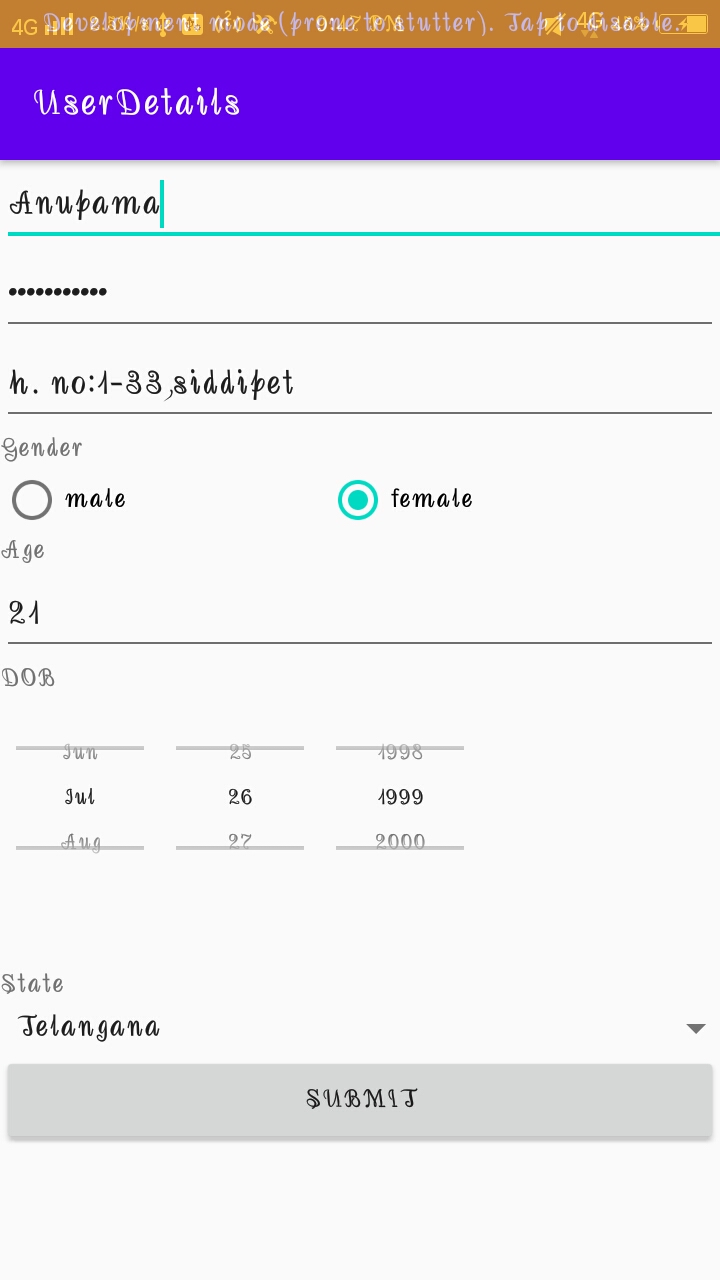 Development mode (prone to stutter). Tap to disable.
4G
UserDetails
Anupama
•••••••••••
h. no:1-33,siddipet
Gender
male female
Age
21
DOB
Jun 25 1998
Jul 26 1999
Aug 27 2000
State
Telangana
SUBMIT